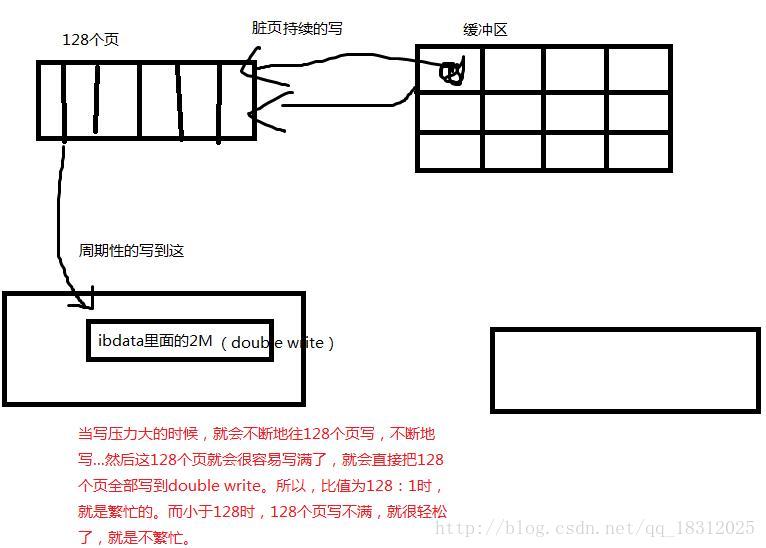 128个页
脏页持续的写
缓冲区
周期性的写到这
ibdata里面的2M（double write）
当写压力大的时候，就会不断地往128个页写，不断地
写...然后这128个页就会很容易写满了，就会直接把128
个页全部写到double write。所以，比值为128：1时，
就是繁忙的。而小于128时，128个页写不满，就很轻松
了，就是不繁忙。
http://blog.csdn.net/qq_18312025